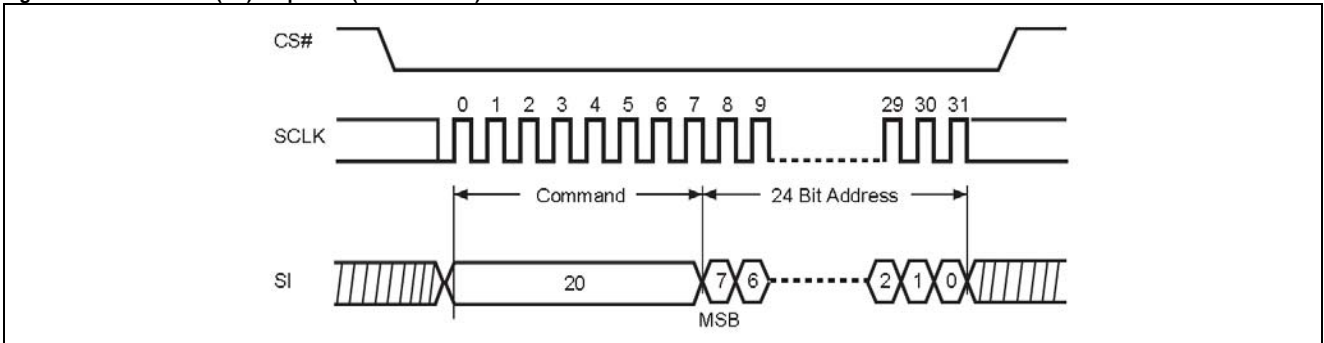 CS#
0 1 2 3 4 5 6 7 8 9 29 30 31
SCLK
Command 24 Bit Address
SI 20 7 6 2 1 0
MSB